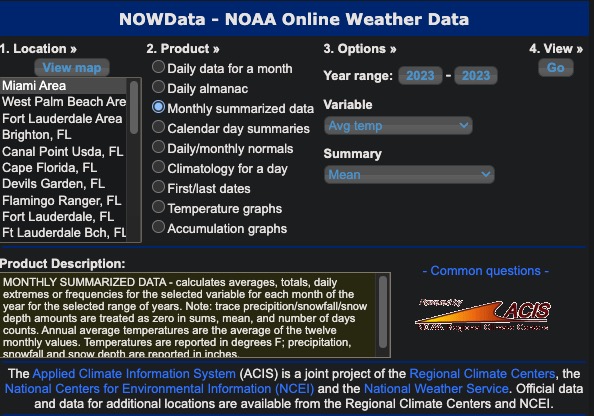 NOWData - NOAA Online Weather Data
1. Location »
View map
Miami Area
West Palm Beach Are
Fort Lauderdale Area
Brighton, FL
Canal Point Usda, FL
Cape Florida, FL
Devils Garden, FL
Flamingo Ranger, FL
Fort Lauderdale, FL
Ft Lauderdale Bch, FL
2. Product »
Daily data for a month
Daily almanac
Monthly summarized data
Calendar day summaries
Daily/monthly normals
Climatology for a day
First/last dates
Temperature graphs
Accumulation graphs
3. Options »
Year range: 2023 - 2023
Variable
Avg temp
Summary
Mean
4. View »
Go
Product Description:
MONTHLY SUMMARIZED DATA - calculates averages, totals, daily
extremes or frequencies for the selected variable for each month of the
year for the selected range of years. Note: trace precipition/snowfall/snow
depth amounts are treated as zero in sums, mean, and number of days
counts. Annual average temperatures are the average of the twelve
monthly values. Temperatures are reported in degrees F; precipitation,
snowfall and snow depth are reported in inches.
- Common questions -
Powered by
ACIS
The Applied Climate Information System (ACIS) is a joint project of the Regional Climate Centers, the
National Centers for Environmental Information (NCEI) and the National Weather Service. Official data
and data for additional locations are available from the Regional Climate Centers and NCEI.